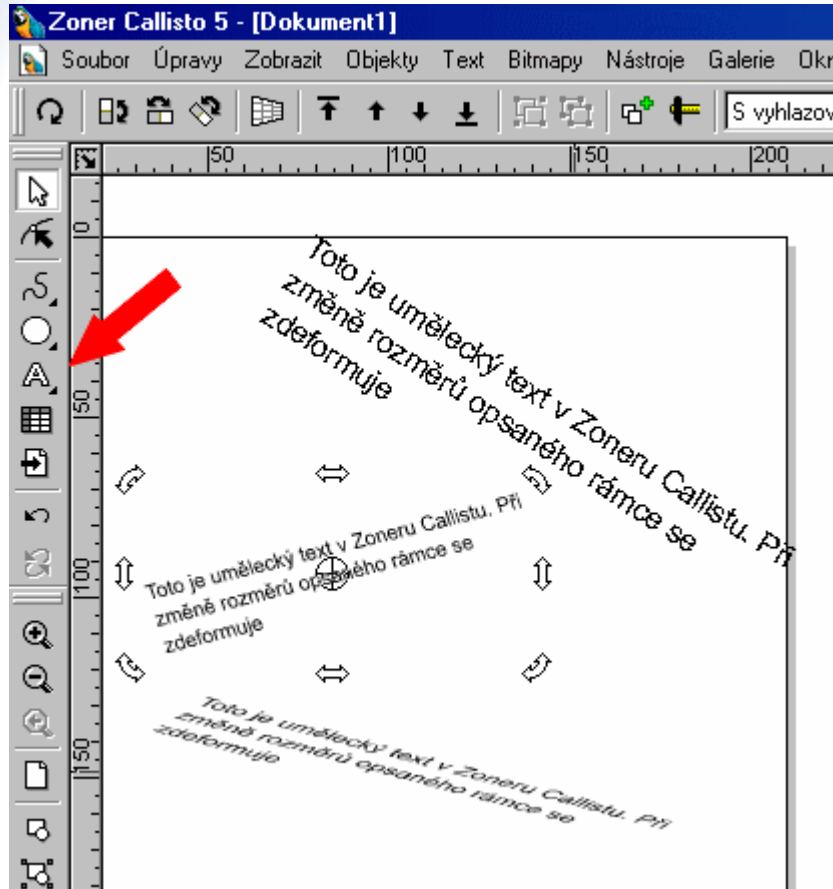 Zoner Callisto 5 - [Dokument1]
Soubor Úpravy Zobrazit Objekty Text Bitmapy Nástroje Galerie Okn
S vyhlazov
50 100 150 200
0
50
100
150
Toto je umělecký text v Zoneru Callistu. Při
změně rozměrů opsaného rámce se
zdeformuje
Toto je umělecký text v Zoneru Callistu. Při
změně rozměrů opsaného rámce se
zdeformuje
Toto je umělecký text v Zoneru Callistu. Při
změně rozměrů opsaného rámce se
zdeformuje